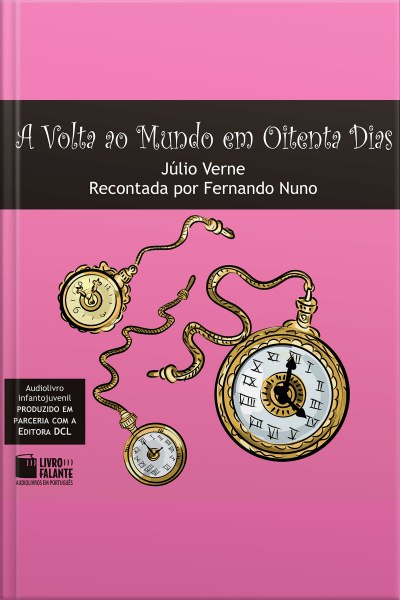 A Volta ao Mundo em Oitenta Dias
Júlio Verne
Recontada por Fernando Nuno
Audiolivro
infantojuvenil
PRODUZIDO EM
PARCERIA COM A
EDITORA DCL
LIVRO
FALANTE
AUDIOLIVROS EM PORTUGUÊS